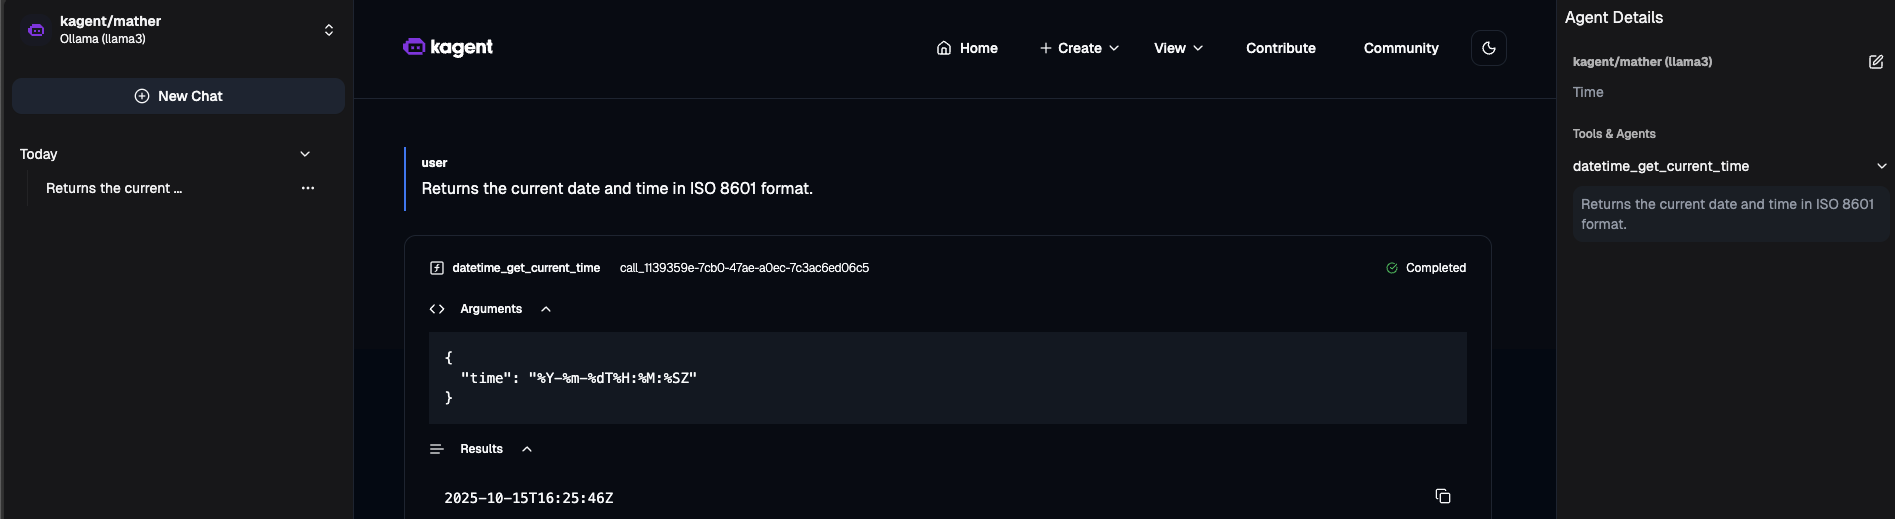 kagent/mather
Ollama (llama3)
New Chat
Today
Returns the current ...
kagent
Home
Create
View
Contribute
Community
user
Returns the current date and time in ISO 8601 format.
datetime_get_current_time call_1139359e-7cb0-47ae-a0ec-7c3ac6ed06c5 Completed
Arguments
{
"time": "%Y-%m-%dT%H:%M:%SZ"
}
Results
2025-10-15T16:25:46Z
Agent Details
kagent/mather (llama3)
Time
Tools & Agents
datetime_get_current_time
Returns the current date and time in ISO 8601
format.